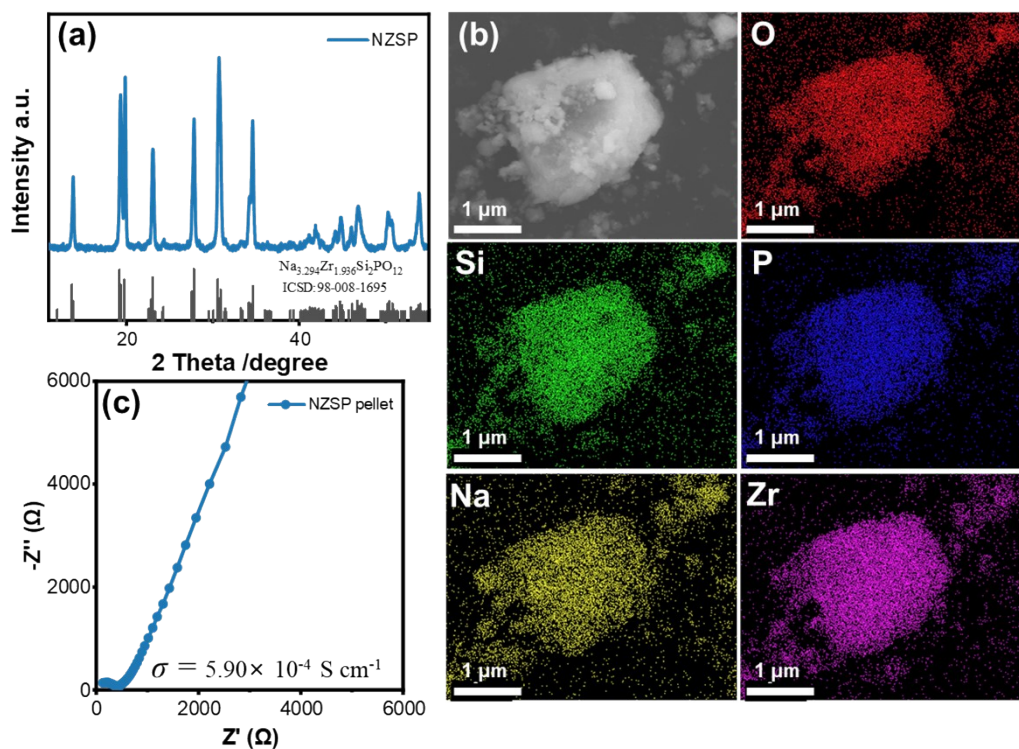 (a)
NZSP
Intensity a.u.
Na3.294Zr1.936Si2PO12
ICSD:98-008-1695
20
40
2 Theta /degree
(b)
1 µm
O
1 µm
Si
1 µm
P
1 µm
Na
1 µm
Zr
1 µm
(c)
NZSP pellet
6000
4000
2000
0
-Z'' (Ω)
σ = 5.90× 10-4 S cm-1
0
2000
4000
6000
Z' (Ω)